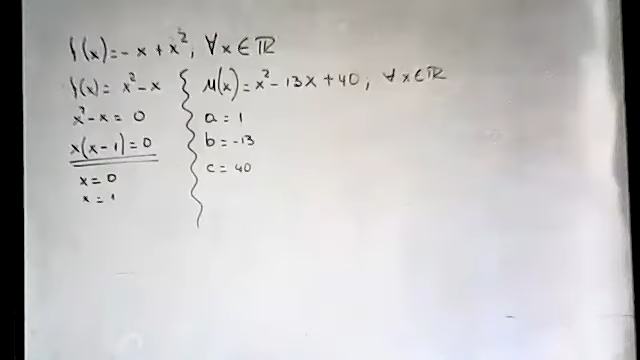 f(x)=-x+x², ∀x∈ℝ
f(x)= x²-x
x²-x=0
x(x-1)=0
x=0
x=1
μ(x)=x²-13x+40, ∀x∈ℝ
a=1
b=-13
c=40